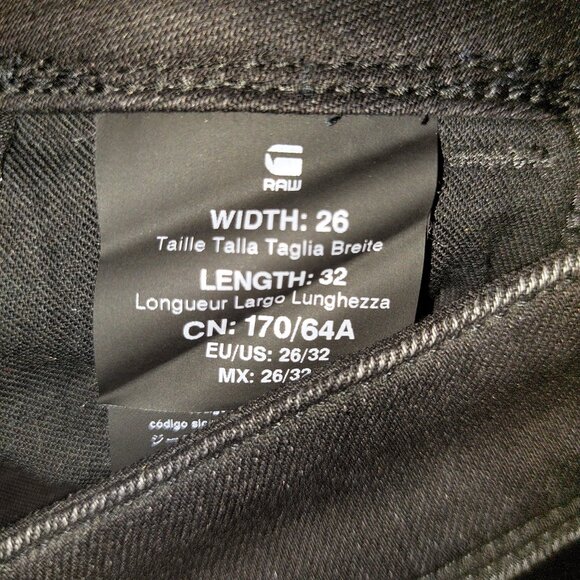 RAW
WIDTH: 26
Taille Talla Taglia Breite
LENGTH: 32
Longueur Largo Lunghezza
CN: 170/64A
EU/US: 26/32
MX: 26/32
código